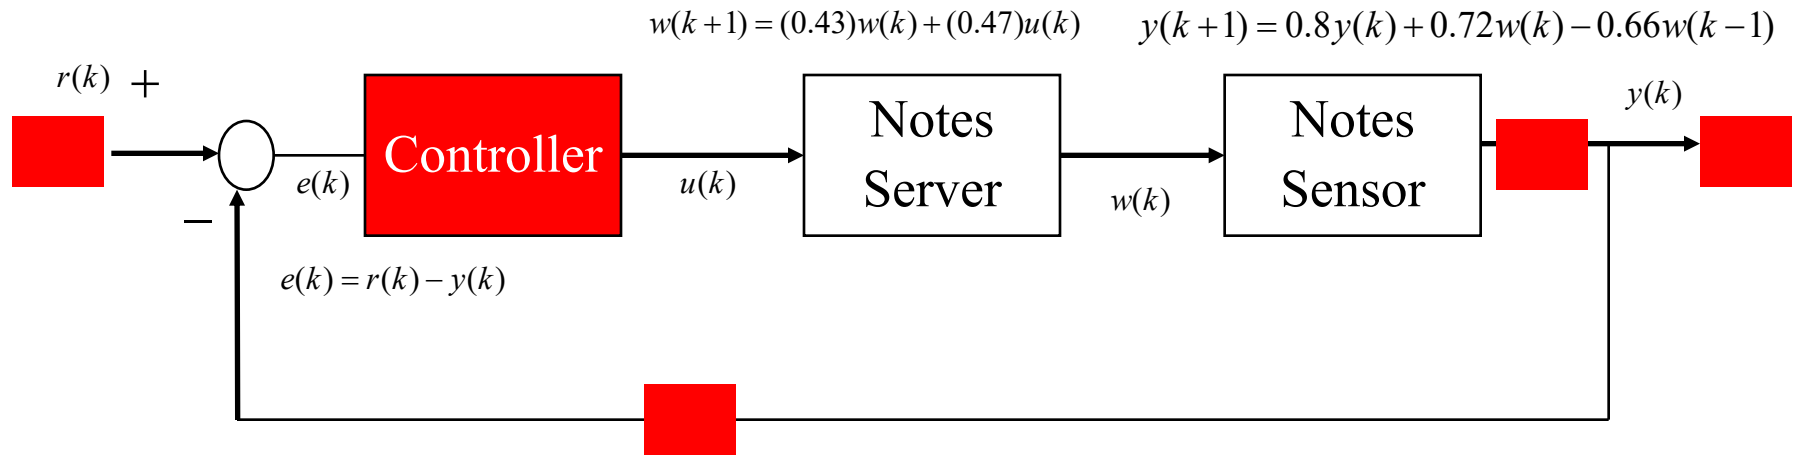 w(k+1) = (0.43)w(k)+(0.47)u(k)
y(k+1) = 0.8y(k)+0.72w(k)−0.66w(k−1)
r(k) +
y(k)
Controller
Notes
Server
Notes
Sensor
e(k)
u(k)
w(k)
−
e(k) = r(k) − y(k)